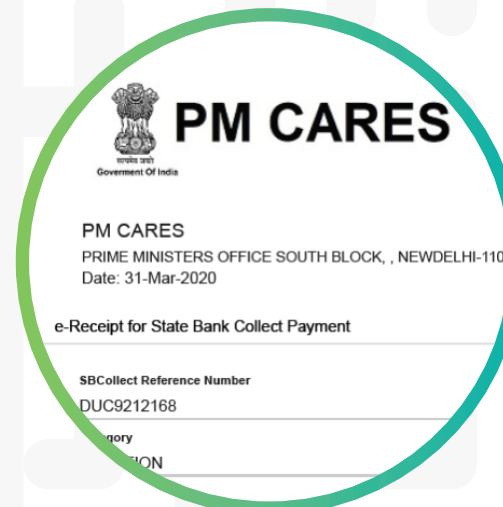 PM CARES
सत्यमेव जयते
Goverment Of India
PM CARES
PRIME MINISTERS OFFICE SOUTH BLOCK, , NEWDELHI-110
Date: 31-Mar-2020
e-Receipt for State Bank Collect Payment
SBCollect Reference Number
DUC9212168